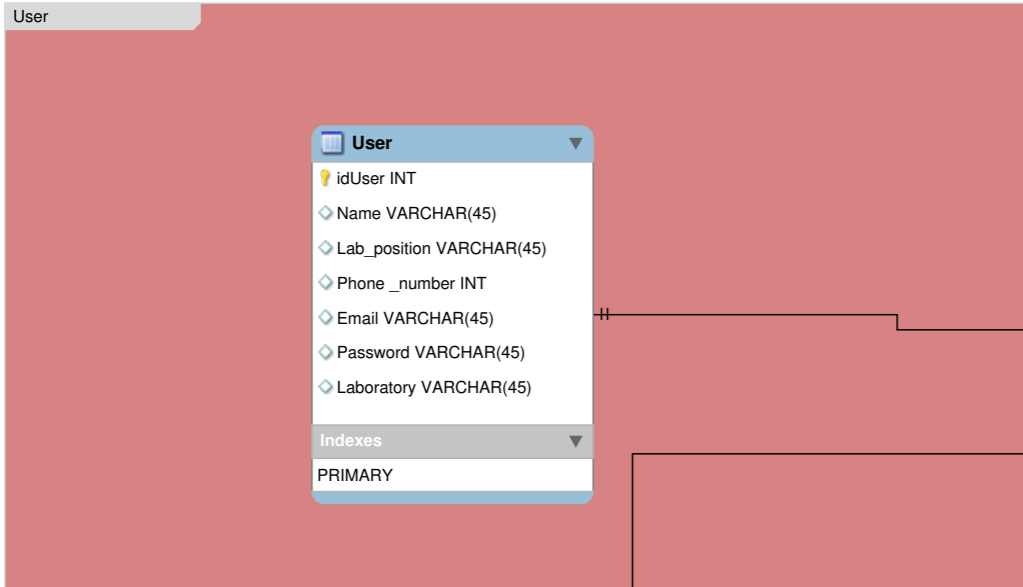 User
User
idUser INT
Name VARCHAR(45)
Lab_position VARCHAR(45)
Phone _number INT
Email VARCHAR(45)
Password VARCHAR(45)
Laboratory VARCHAR(45)
Indexes
PRIMARY